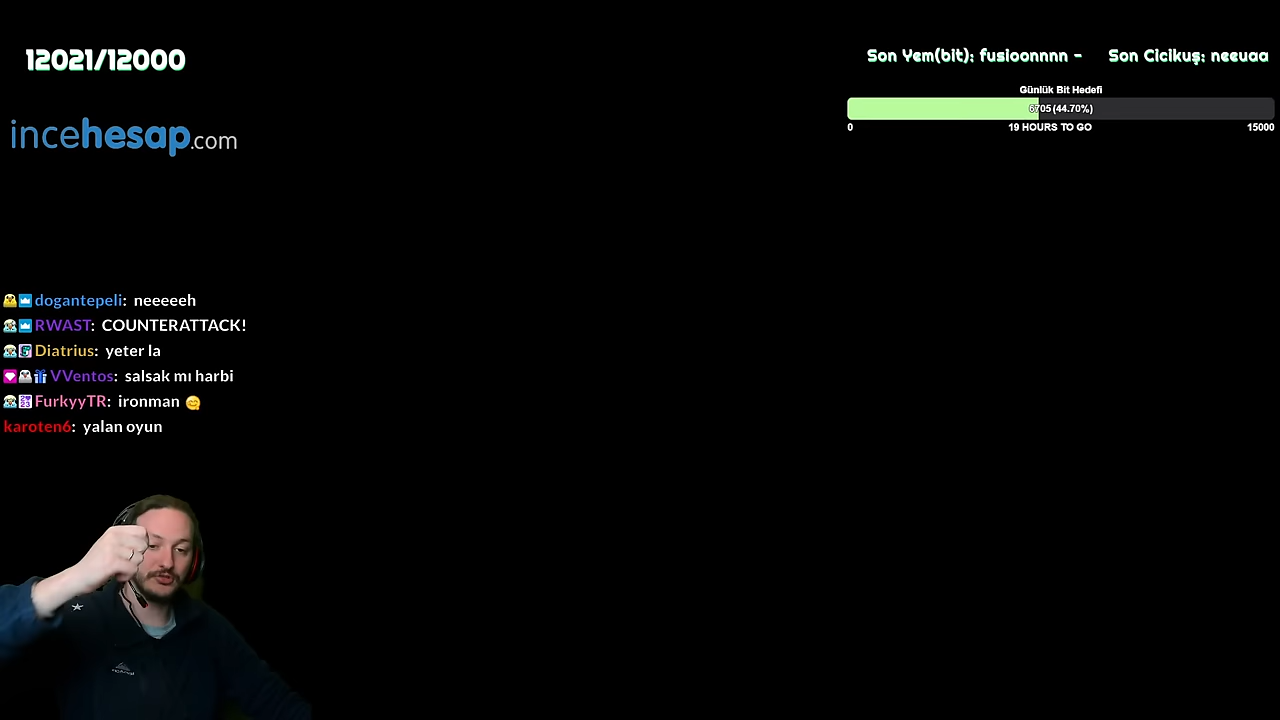 12021/12000
Son Yem(bit): fusioonnnn - Son Cicikuş: neeuaa
Günlük Bit Hedefi
6705 (44.70%)
0 19 HOURS TO GO 15000
incehesap.com
dogantepeli: neeeeeh
RWAST: COUNTERATTACK!
Diatrius: yeter la
VVentos: salsak mı harbi
FurkyyTR: ironman
karoten6: yalan oyun